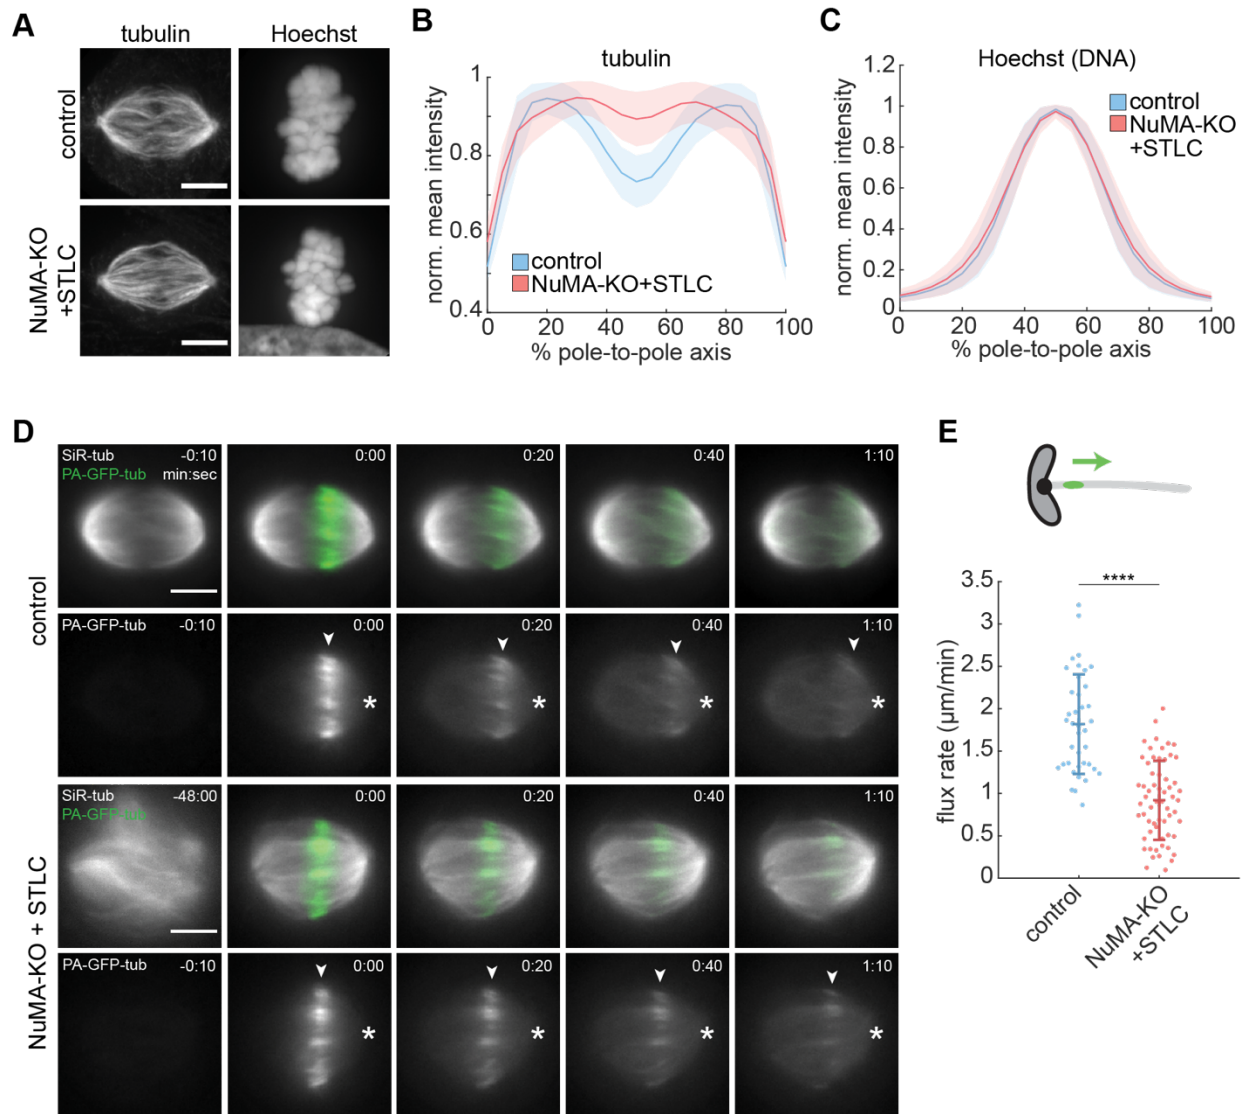 A
tubulin
Hoechst
control
NuMA-KO
+STLC
B
tubulin
norm. mean intensity
1
0.8
0.6
0.4
control
NuMA-KO+STLC
0 20 40 60 80 100
% pole-to-pole axis
C
Hoechst (DNA)
norm. mean intensity
1.2
1
0.8
0.6
0.4
0.2
0
control
NuMA-KO
+STLC
0 20 40 60 80 100
% pole-to-pole axis
D
control
SiR-tub -0:10
PA-GFP-tub min:sec
0:00
0:20
0:40
1:10
PA-GFP-tub -0:10
0:00
*
0:20
*
0:40
*
1:10
*
NuMA-KO + STLC
SiR-tub -48:00
PA-GFP-tub
0:00
0:20
0:40
1:10
PA-GFP-tub -0:10
0:00
*
0:20
*
0:40
*
1:10
*
E
flux rate (μm/min)
3.5
3
2.5
2
1.5
1
0.5
0
****
control
NuMA-KO
+STLC